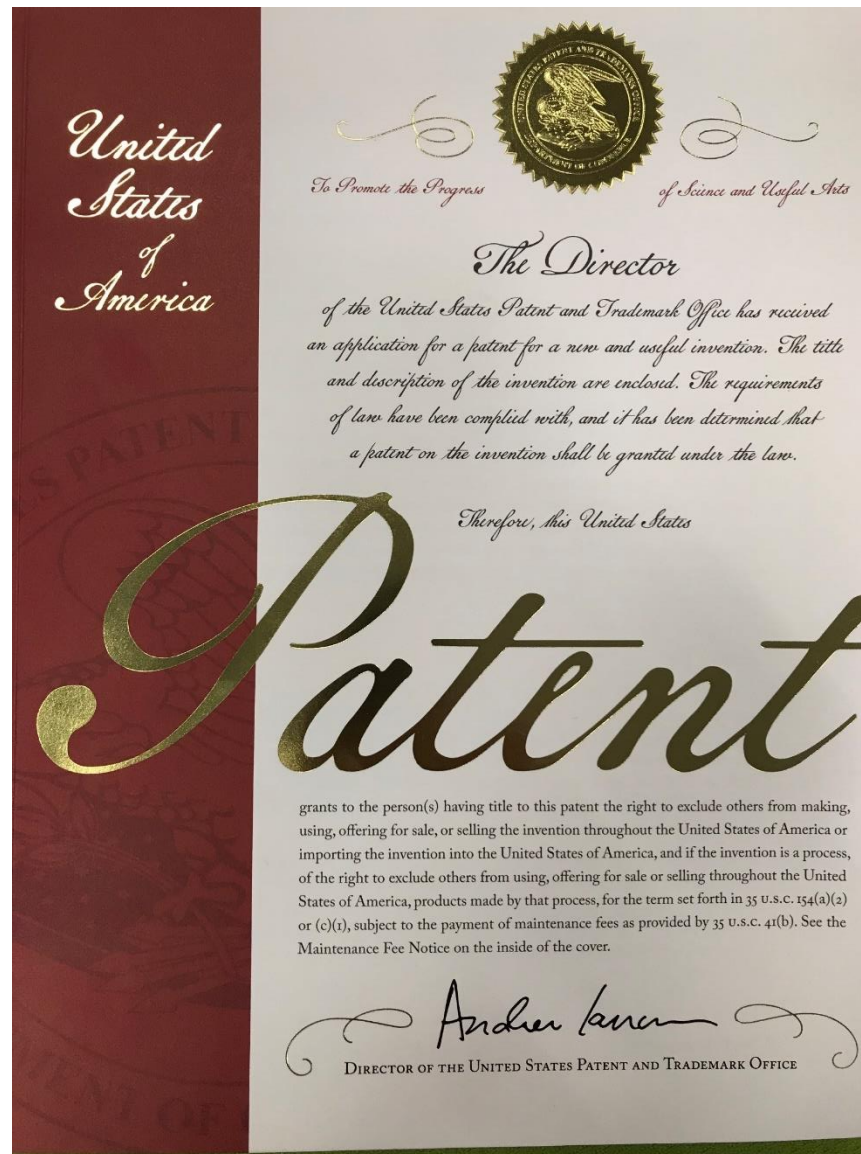 United
States
of
America
UNITED STATES PATENT AND TRADEMARK OFFICE
DEPARTMENT OF COMMERCE
To Promote the Progress
of Science and Useful Arts
The Director
of the United States Patent and Trademark Office has received
an application for a patent for a new and useful invention. The title
and description of the invention are enclosed. The requirements
of law have been complied with, and it has been determined that
a patent on the invention shall be granted under the law.
Therefore, this United States
Patent
grants to the person(s) having title to this patent the right to exclude others from making,
using, offering for sale, or selling the invention throughout the United States of America or
importing the invention into the United States of America, and if the invention is a process,
of the right to exclude others from using, offering for sale or selling throughout the United
States of America, products made by that process, for the term set forth in 35 U.S.C. 154(a)(2)
or (c)(1), subject to the payment of maintenance fees as provided by 35 U.S.C. 41(b). See the
Maintenance Fee Notice on the inside of the cover.
DIRECTOR OF THE UNITED STATES PATENT AND TRADEMARK OFFICE